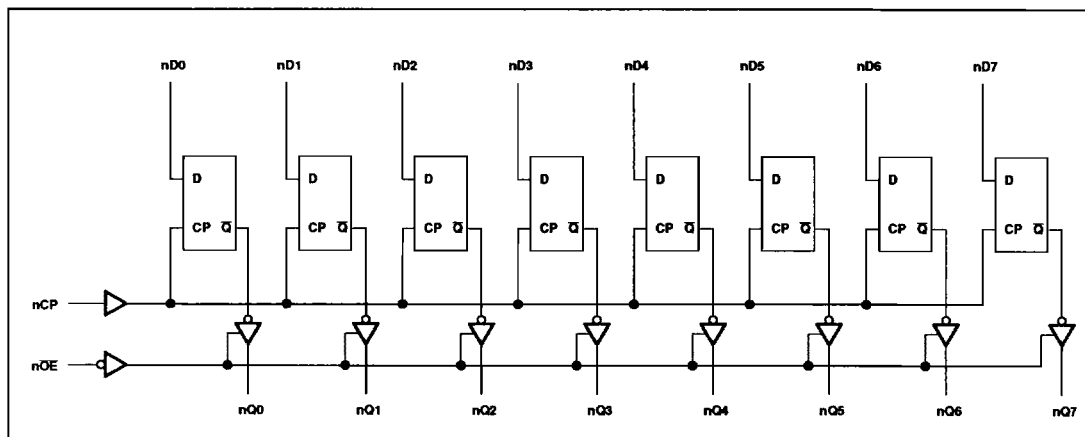 nD0 nD1 nD2 nD3 nD4 nD5 nD6 nD7
D D D D D D D D
CP Q̅ CP Q̅ CP Q̅ CP Q̅ CP Q̅ CP Q̅ CP Q̅ CP Q̅
nCP
nO̅E̅
nQ0 nQ1 nQ2 nQ3 nQ4 nQ5 nQ6 nQ7